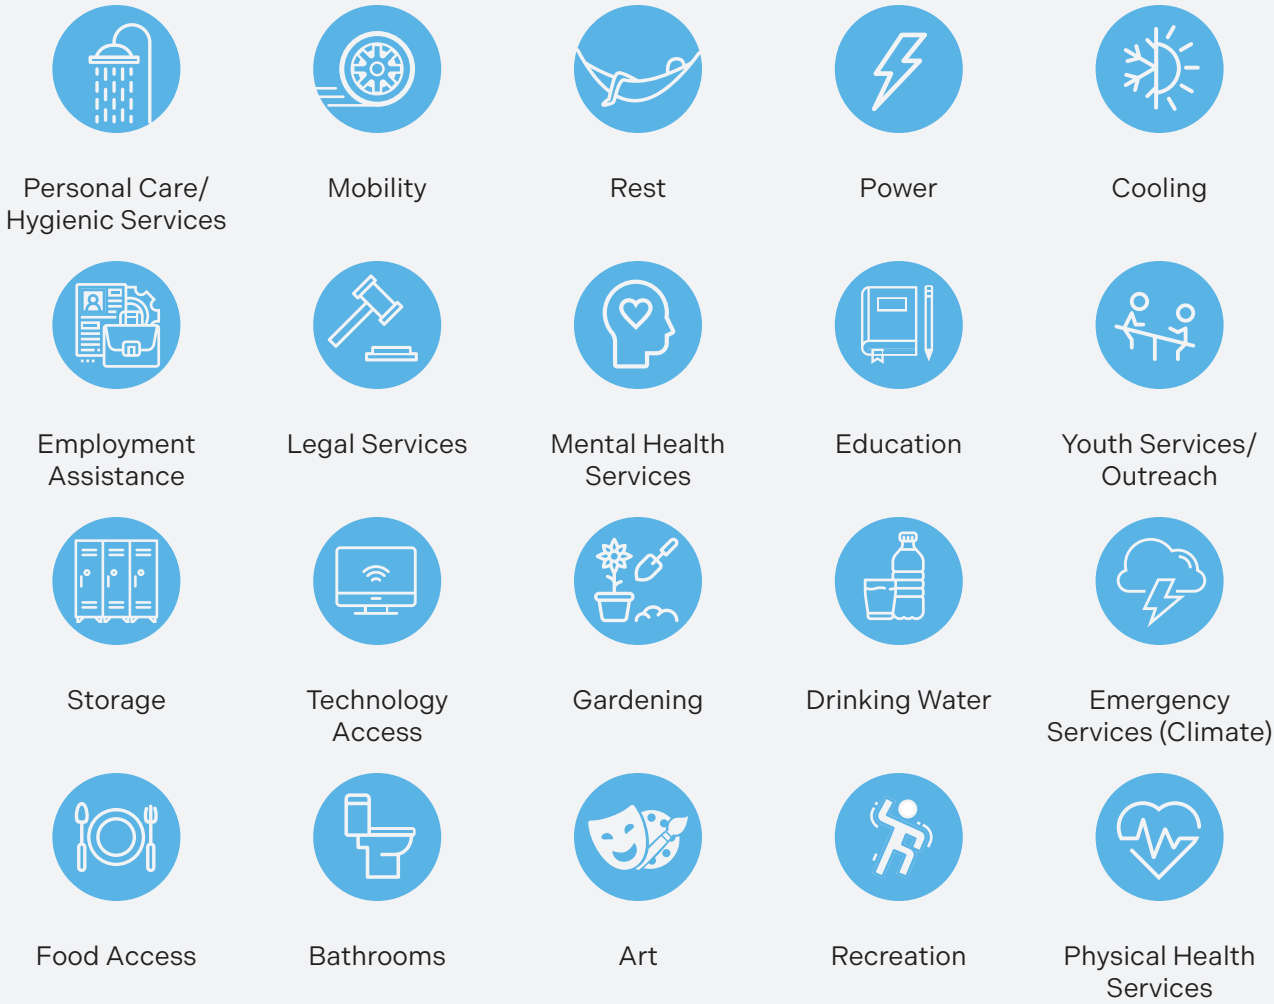 Personal Care/
Hygienic Services
Mobility
Rest
Power
Cooling
Employment
Assistance
Legal Services
Mental Health
Services
Education
Youth Services/
Outreach
Storage
Technology
Access
Gardening
Drinking Water
Emergency
Services (Climate)
Food Access
Bathrooms
Art
Recreation
Physical Health
Services